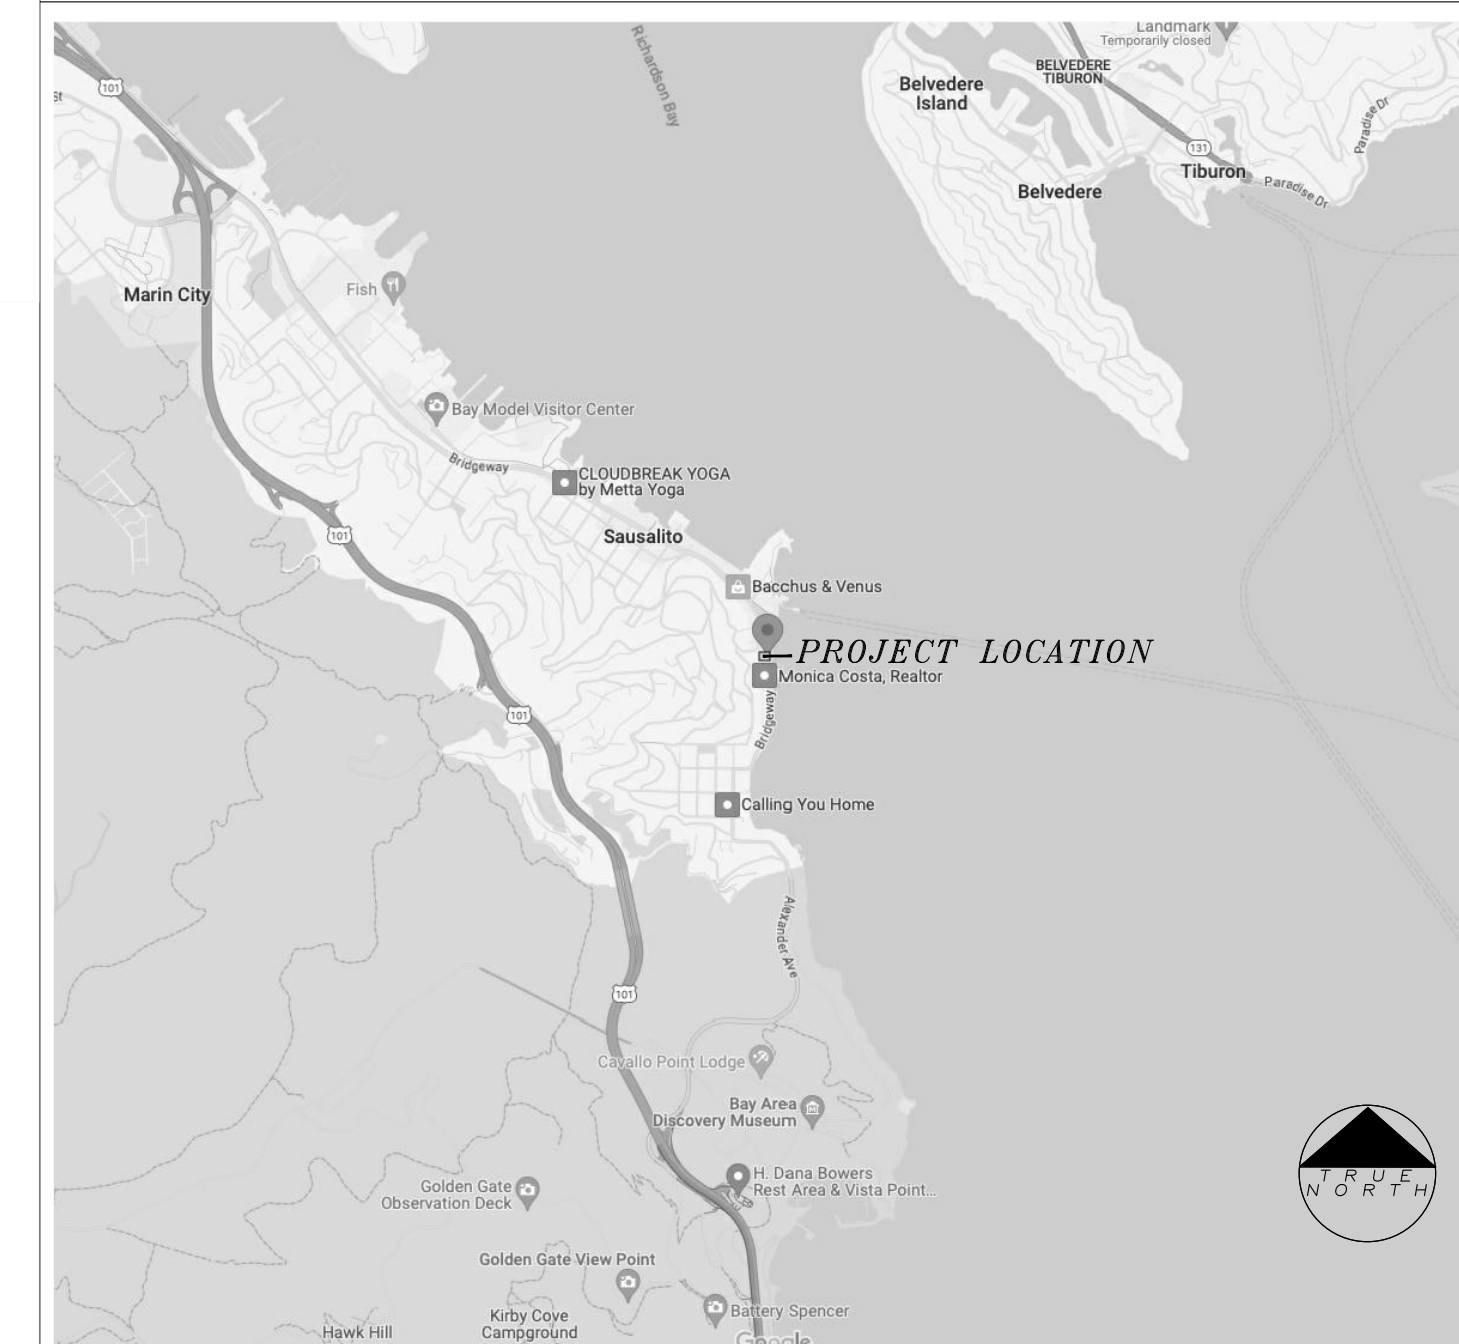 Landmark
Temporarily closed
Richardson Bay
BELVEDERE
TIBURON
Belvedere
Island
101
St
Paradise Dr
131
Tiburon
Paradise Dr
Belvedere
Marin City
Fish
Bay Model Visitor Center
Bridgeway
CLOUDBREAK YOGA
by Metta Yoga
101
Sausalito
Bacchus & Venus
PROJECT LOCATION
Monica Costa, Realtor
Bridgeway
101
Calling You Home
Alexander Ave
101
Cavallo Point Lodge
Bay Area
Discovery Museum
H. Dana Bowers
Rest Area & Vista Point...
TRUE
NORTH
Golden Gate
Observation Deck
Golden Gate View Point
Battery Spencer
Kirby Cove
Campground
Hawk Hill
Google